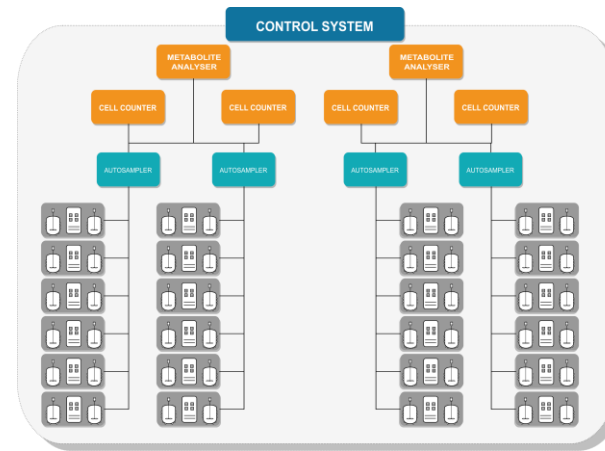 CONTROL SYSTEM
METABOLITE
ANALYSER
METABOLITE
ANALYSER
CELL COUNTER
CELL COUNTER
CELL COUNTER
CELL COUNTER
AUTOSAMPLER
AUTOSAMPLER
AUTOSAMPLER
AUTOSAMPLER